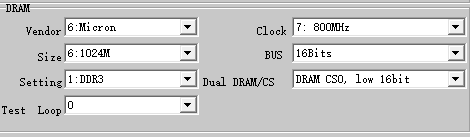 DRAM
Vendor 6:Micron Clock 7: 800MHz
Size 6:1024M BUS 16Bits
Setting 1:DDR3 Dual DRAM/CS DRAM CS0, low 16bit
Test Loop 0